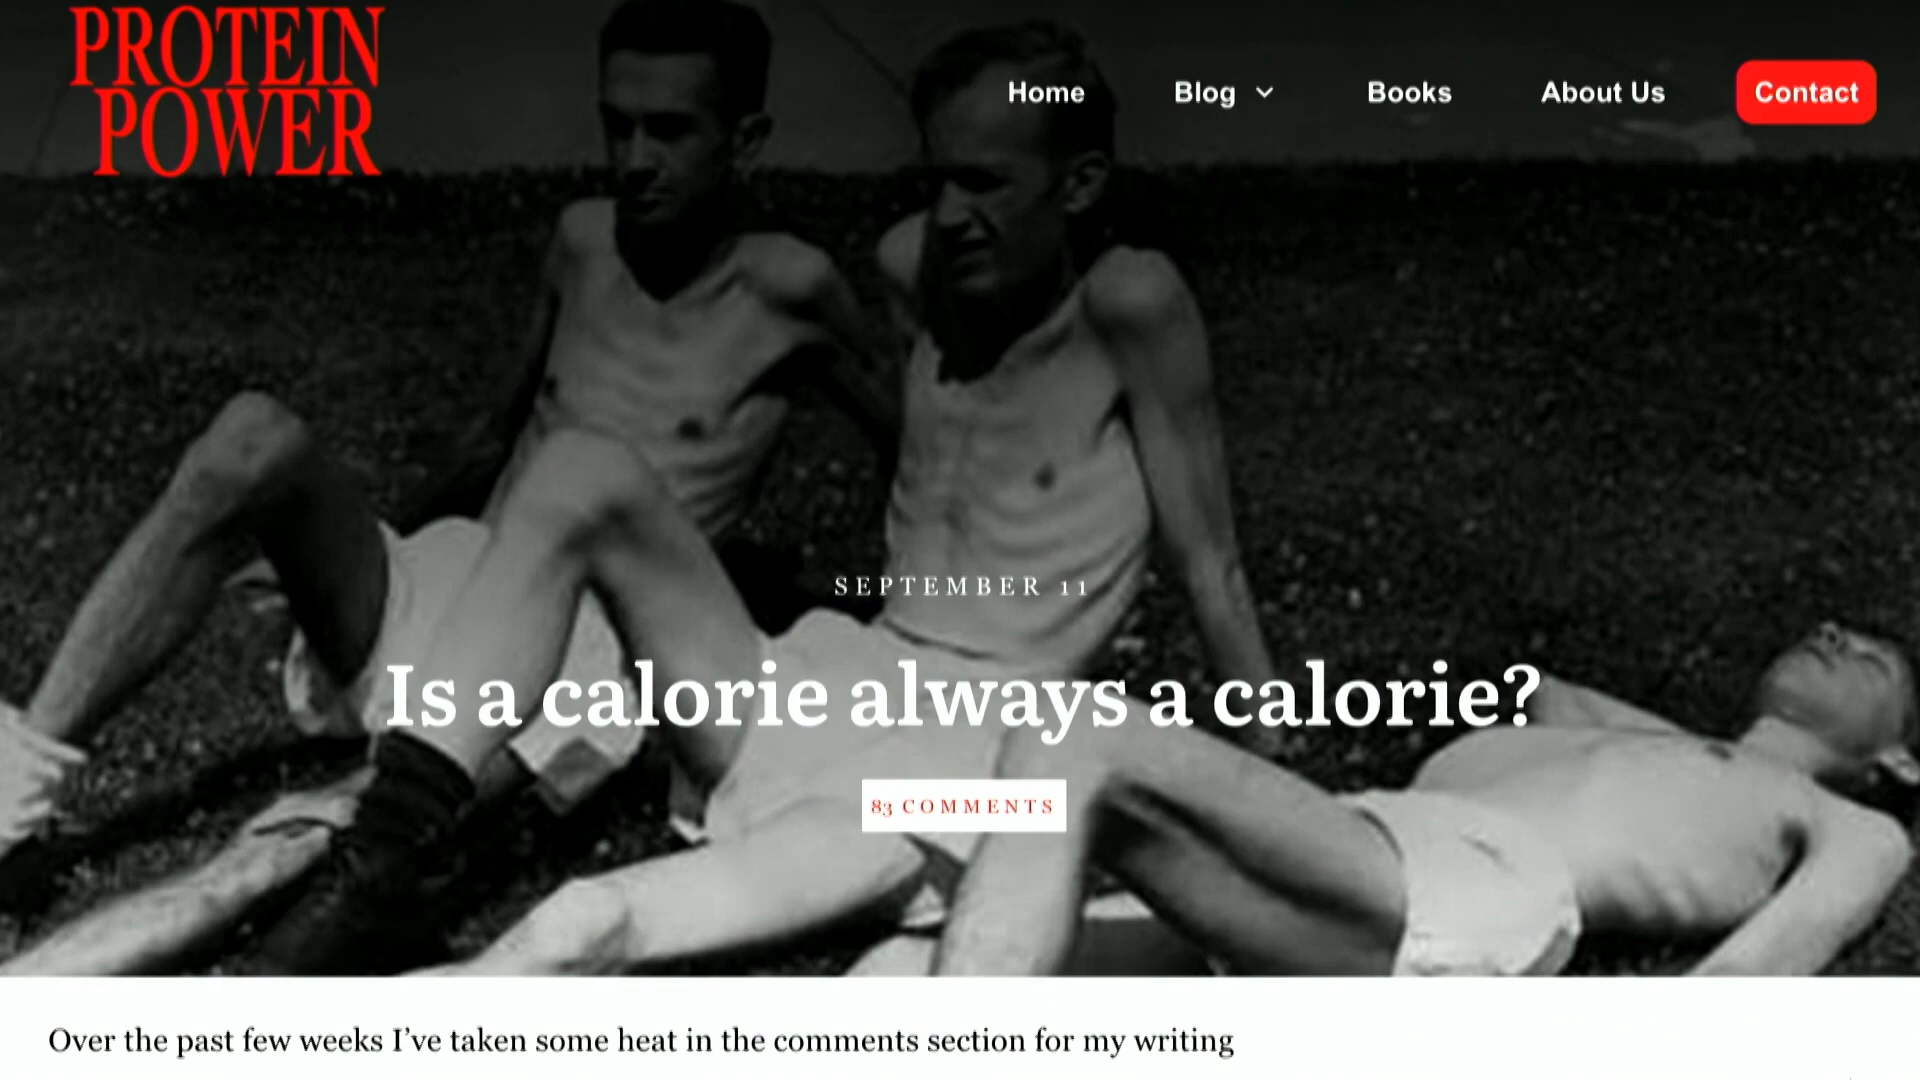 PROTEIN
POWER
Home Blog Books About Us Contact
SEPTEMBER 11
Is a calorie always a calorie?
83 COMMENTS
Over the past few weeks I’ve taken some heat in the comments section for my writing